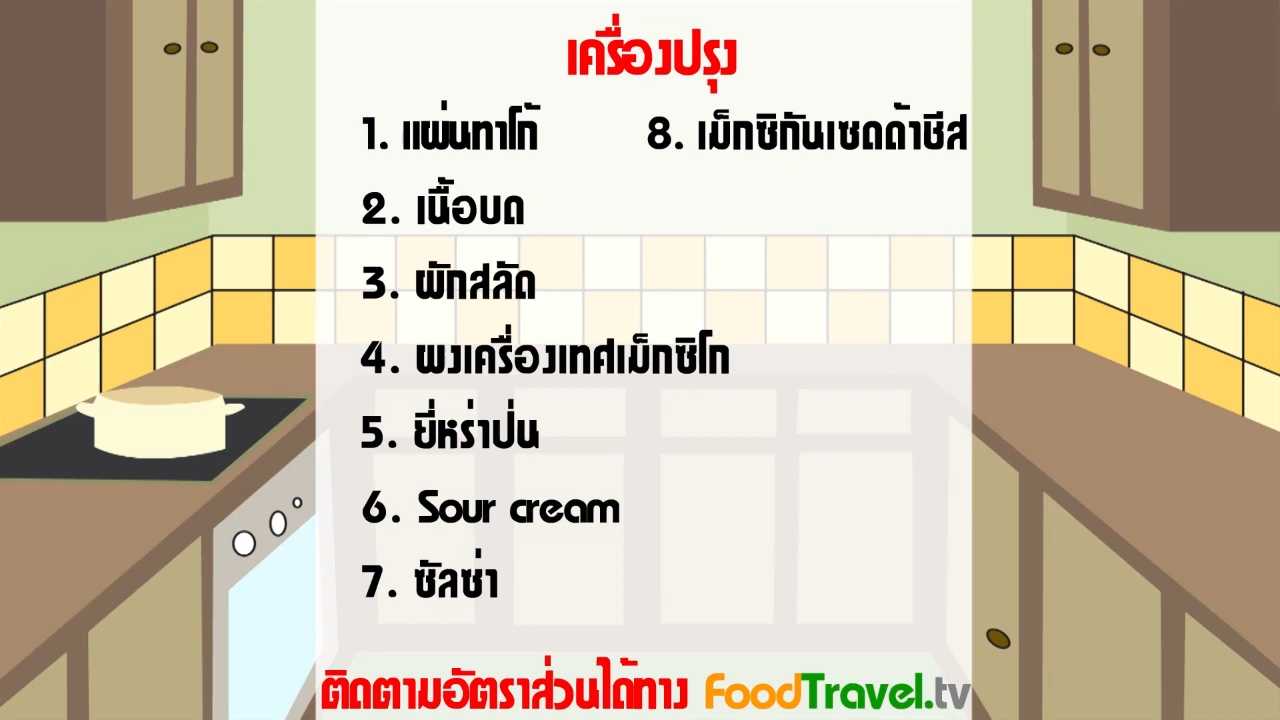 เครื่องปรุง
1. แผ่นทาโก้
2. เนื้อบด
3. ผักสลัด
4. ผงเครื่องเทศเม็กซิโก
5. ยี่หร่าป่น
6. Sour cream
7. ซัลซ่า
8. เม็กซิกันเชดด้าชีส
ติดตามอัตราส่วนได้ทาง FoodTravel.tv